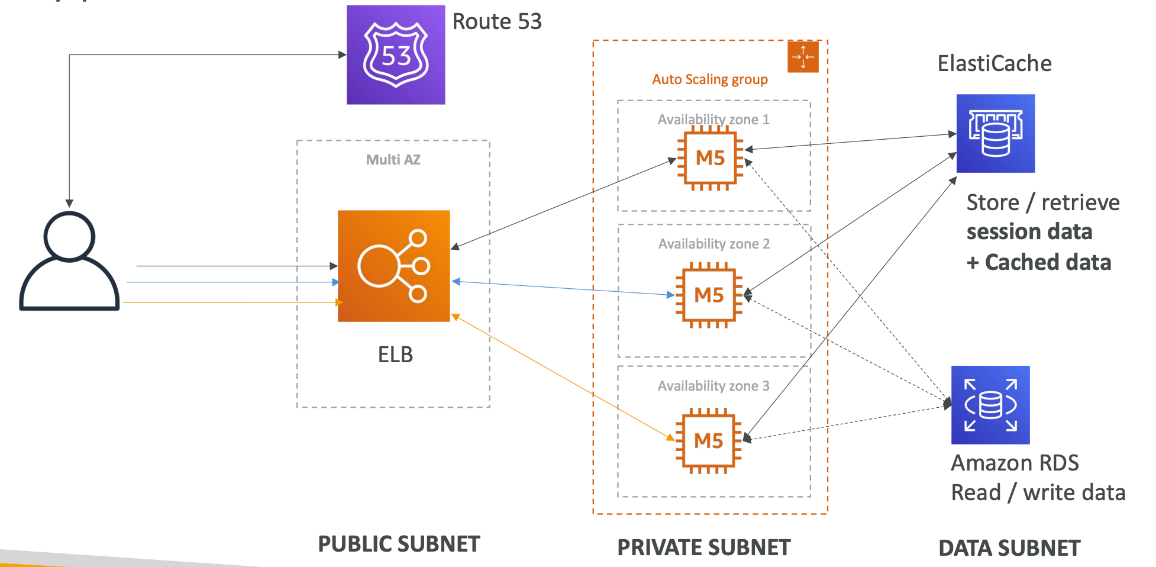 Route 53
53
ElastiCache
Auto Scaling group
Availability zone 1
M5
Multi AZ
Store / retrieve
session data
+ Cached data
Availability zone 2
M5
ELB
Availability zone 3
M5
Amazon RDS
Read / write data
PUBLIC SUBNET
PRIVATE SUBNET
DATA SUBNET